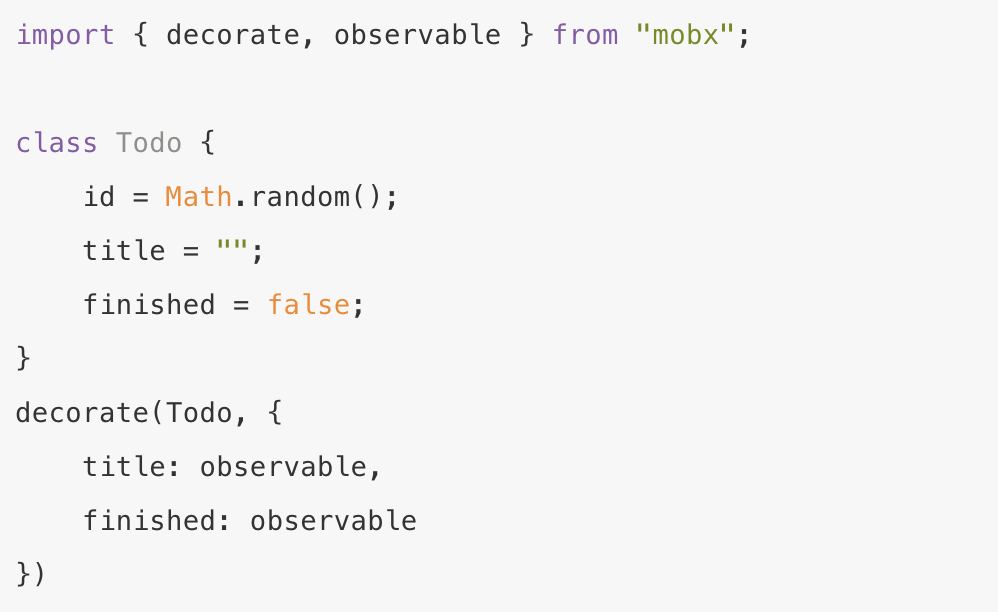 import { decorate, observable } from "mobx";
class Todo {
    id = Math.random();
    title = "";
    finished = false;
}
decorate(Todo, {
    title: observable,
    finished: observable
})